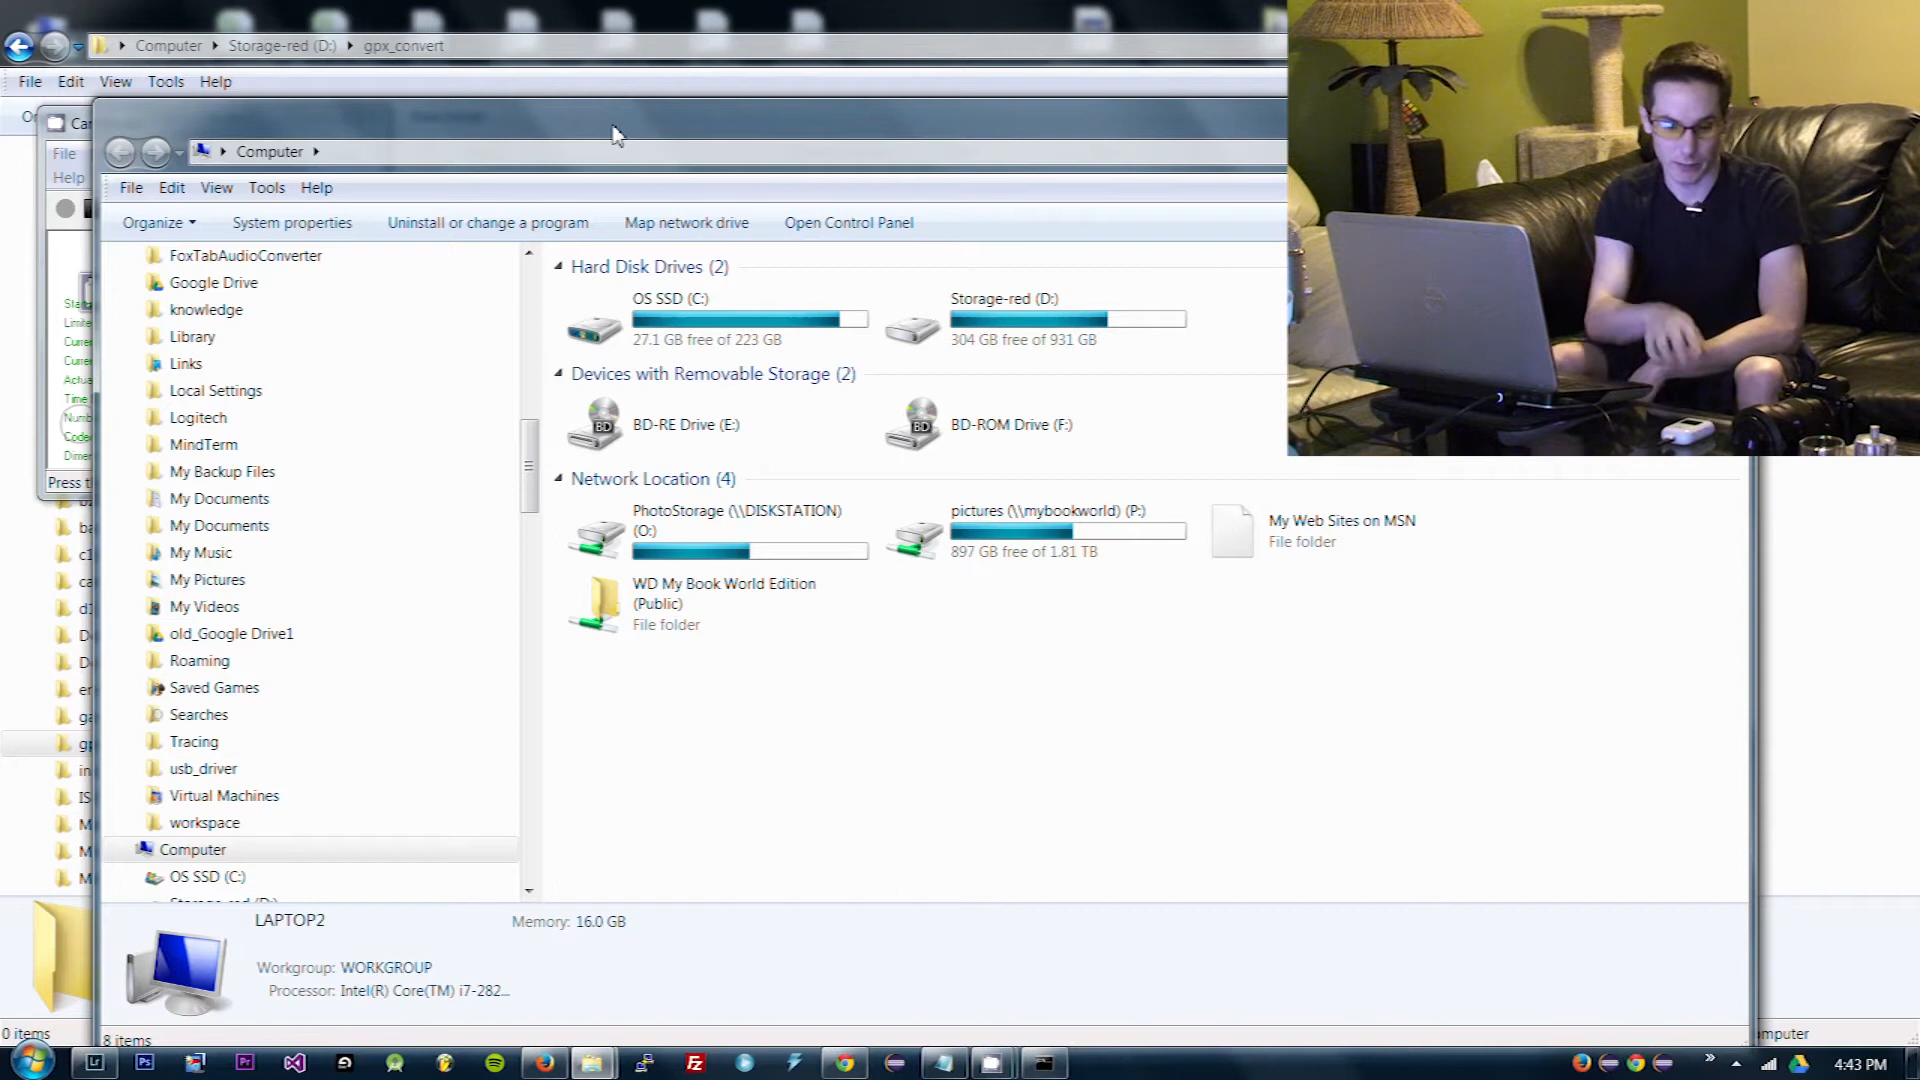 Computer Storage-red (D:) gpx_convert
File Edit View Tools Help
Computer
File
Help
File Edit View Tools Help
Organize System properties Uninstall or change a program Map network drive Open Control Panel
FoxTabAudioConverter
Google Drive
knowledge
Library
Links
Local Settings
Logitech
MindTerm
My Backup Files
My Documents
My Documents
My Music
My Pictures
My Videos
old_Google Drive1
Roaming
Saved Games
Searches
Tracing
usb_driver
Virtual Machines
workspace
Computer
OS SSD (C:)
Storage-red (D:)
Hard Disk Drives (2)
OS SSD (C:)
27.1 GB free of 223 GB
Storage-red (D:)
304 GB free of 931 GB
Devices with Removable Storage (2)
BD-RE Drive (E:)
BD-ROM Drive (F:)
Network Location (4)
PhotoStorage (\\DISKSTATION)
(O:)
pictures (\\mybookworld) (P:)
897 GB free of 1.81 TB
My Web Sites on MSN
File folder
WD My Book World Edition
(Public)
File folder
LAPTOP2
Memory: 16.0 GB
Workgroup: WORKGROUP
Processor: Intel(R) Core(TM) i7-282...
0 items
8 items
4:43 PM